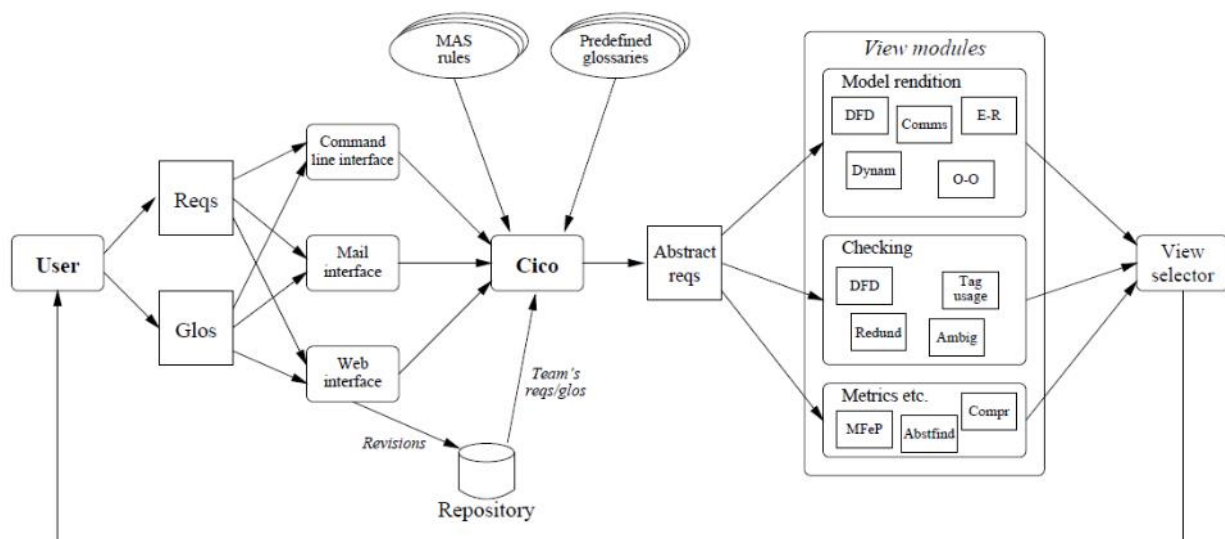 MAS
rules
Predefined
glossaries
View modules
Model rendition
DFD
Comms
E-R
Dynam
O-O
Command
line interface
Reqs
User
Mail
interface
Cico
Abstract
reqs
Checking
DFD
Tag
usage
Redund
Ambig
View
selector
Glos
Web
interface
Team's
reqs/glos
Revisions
Repository
Metrics etc.
MFeP
Abstfind
Compr